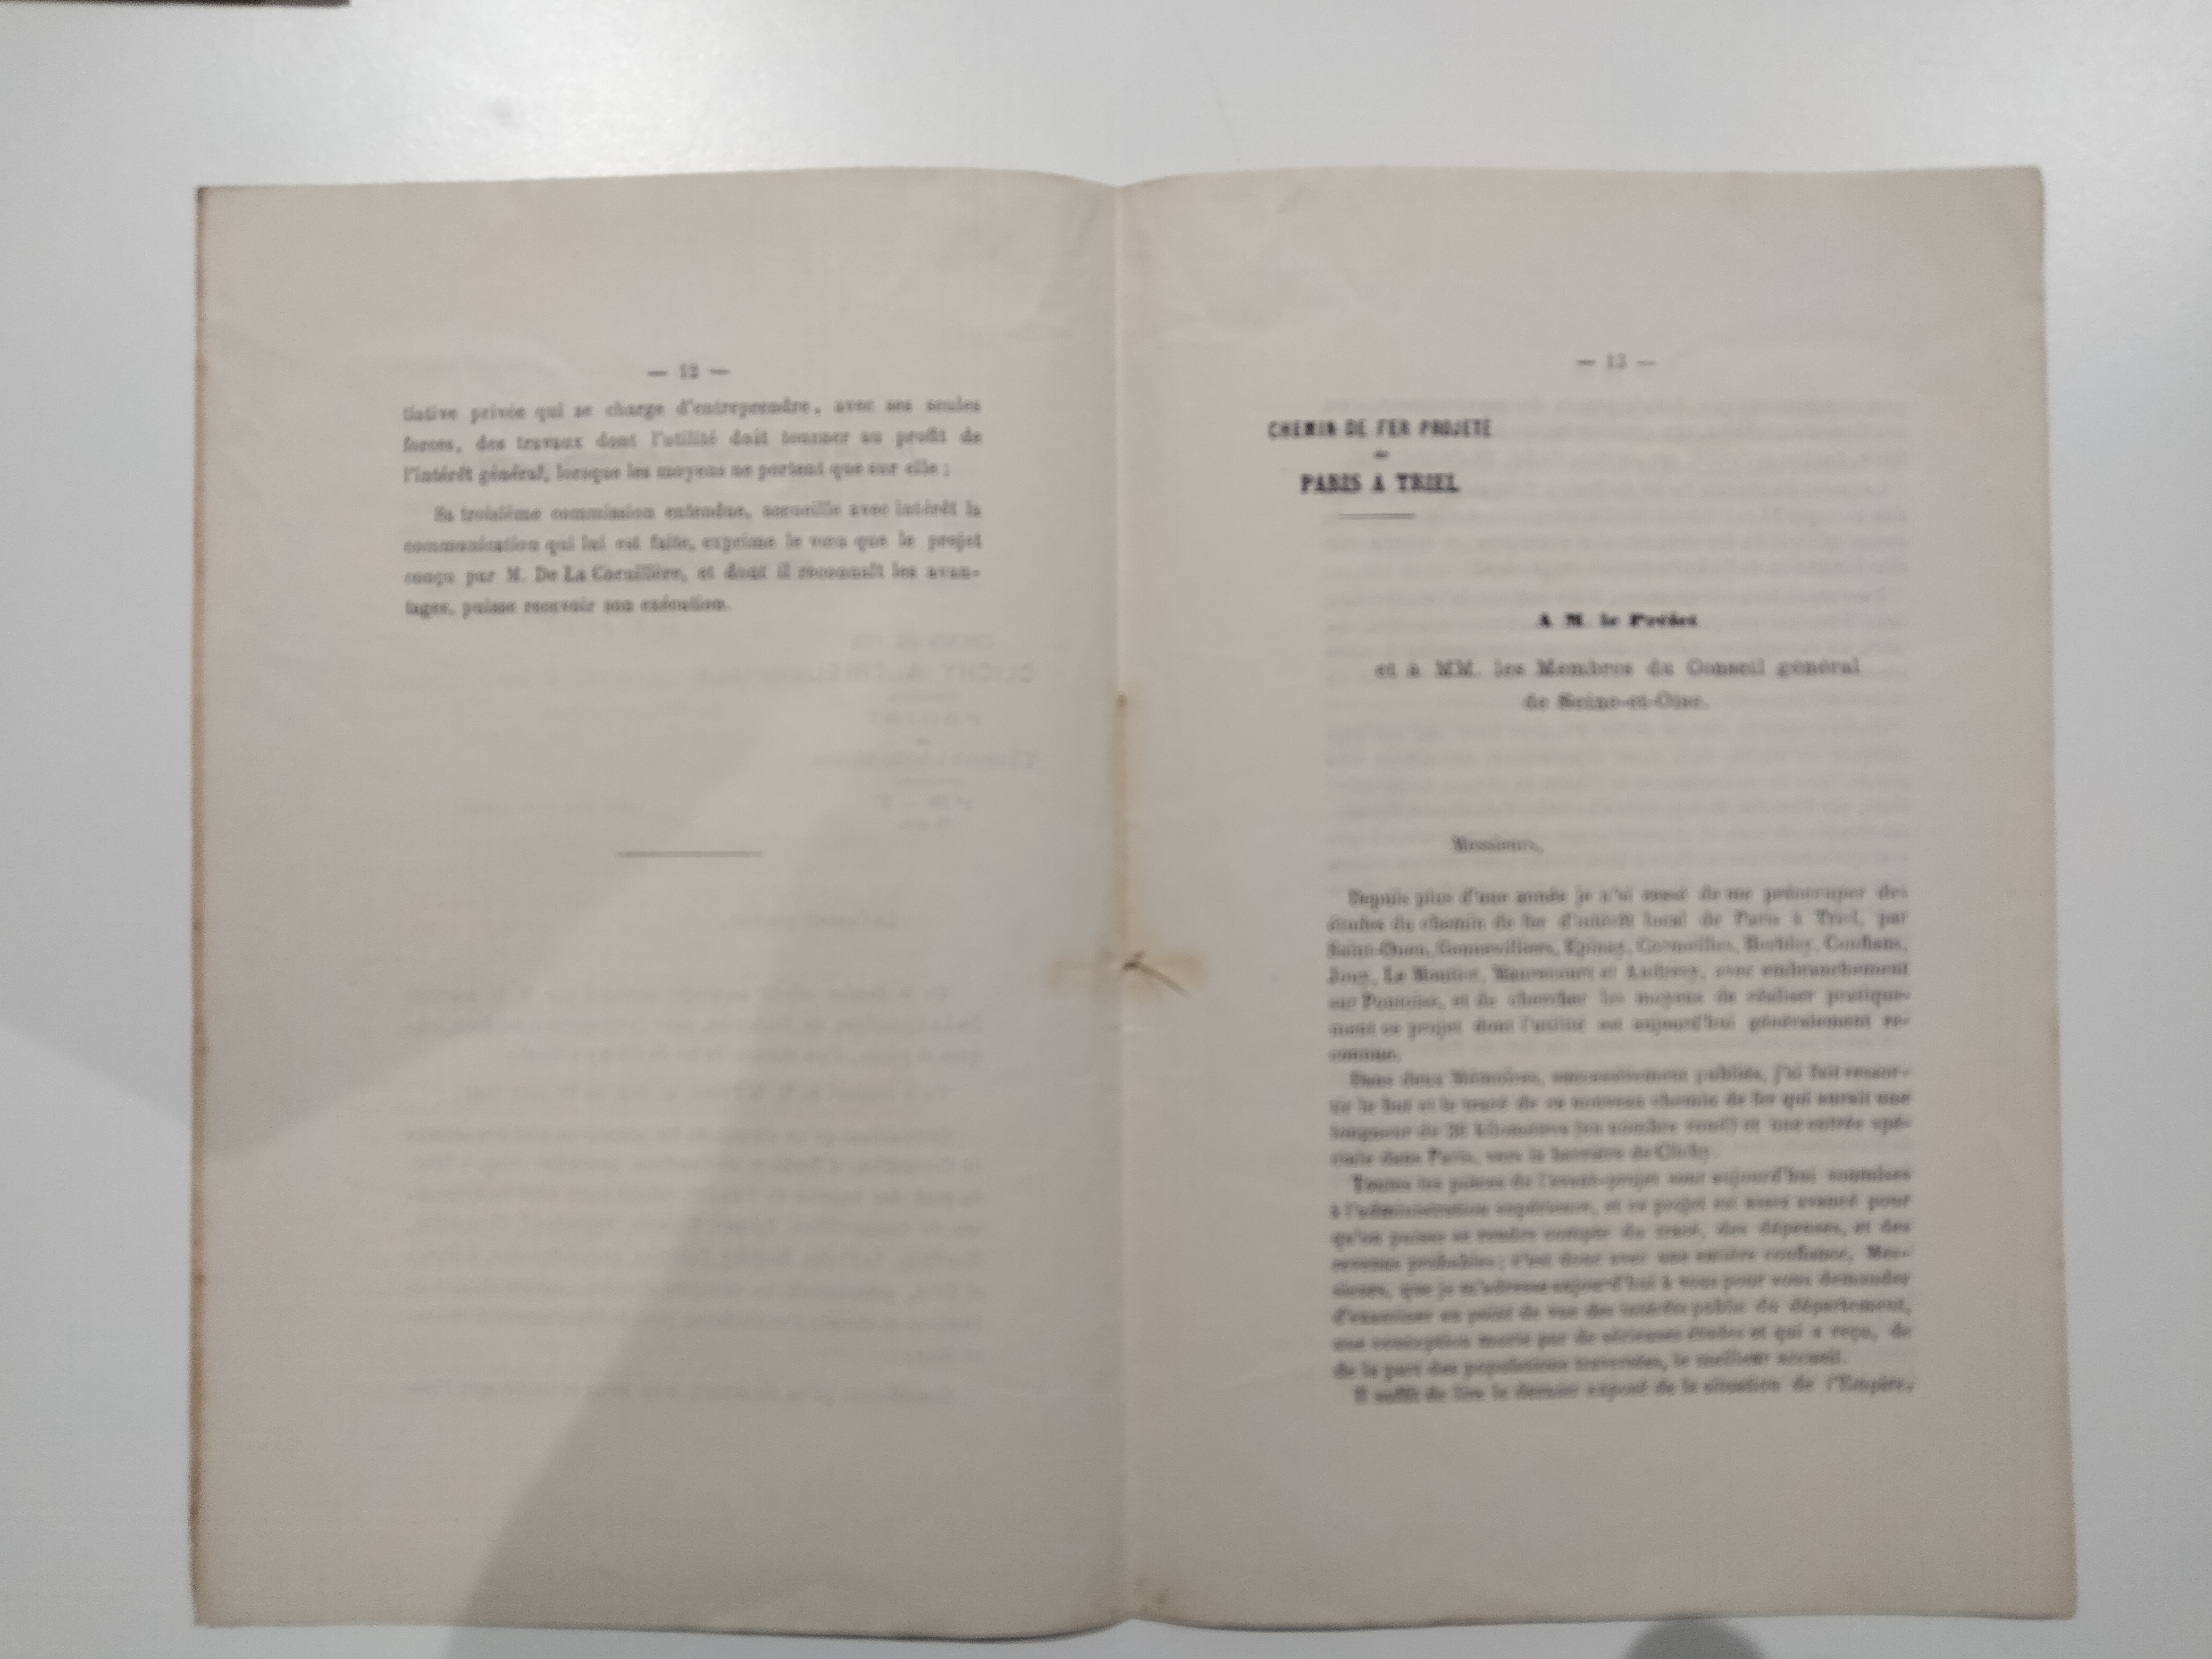 — 12 —
tiative privée qui se charge d'entreprendre, avec ses seules
forces, des travaux dont l'utilité doit tourner au profit de
l'intérêt général, lorsque les moyens ne portent que sur elle ;
Sa troisième commission entendue, accueille avec intérêt la
communication qui lui est faite, exprime le vœu que le projet
conçu par M. De La
et dont il reconnaît les avan-
tages, puisse recevoir son exécution.
— 13 —
CHEMIN DE FER PROJETÉ
de
PARIS A TRIEL
A M. le Préfet
et à MM. les Membres du Conseil général
de Seine-et-Oise.
Messieurs,
Depuis plus d'une année je n'ai cessé de me préoccuper des
études du chemin de fer d'intérêt local de Paris à Triel, par
Saint-Ouen, Gennevilliers, Epinay, Cormeilles, Herblay, Conflans,
Jouy, Le Moutier, Maurecourt et Andrésy, avec embranchement
sur Pontoise, et de chercher les moyens de réaliser pratique-
ment ce projet dont l'utilité est aujourd'hui généralement re-
connue.
Dans deux Mémoires, successivement publiés, j'ai fait ressor-
tir le but et le tracé de ce nouveau chemin de fer qui aurait une
longueur de kilomètres (en nombre rond) et une entrée spé-
ciale dans Paris, vers la barrière de Clichy.
Toutes les pièces de l'avant-projet sont aujourd'hui soumises
à l'administration supérieure, et ce projet est assez avancé pour
qu'on puisse se rendre compte du tracé, des dépenses, et des
revenus probables ; c'est donc avec une entière confiance, Mes-
sieurs, que je m'adresse aujourd'hui à vous pour vous demander
d'examiner au point de vue des intérêts publics du département,
une conception mûrie par de sérieuses études et qui a reçu, de
de la part des populations traversées, le meilleur accueil.
Il suffit de lire le dernier exposé de la situation de l'Empire,